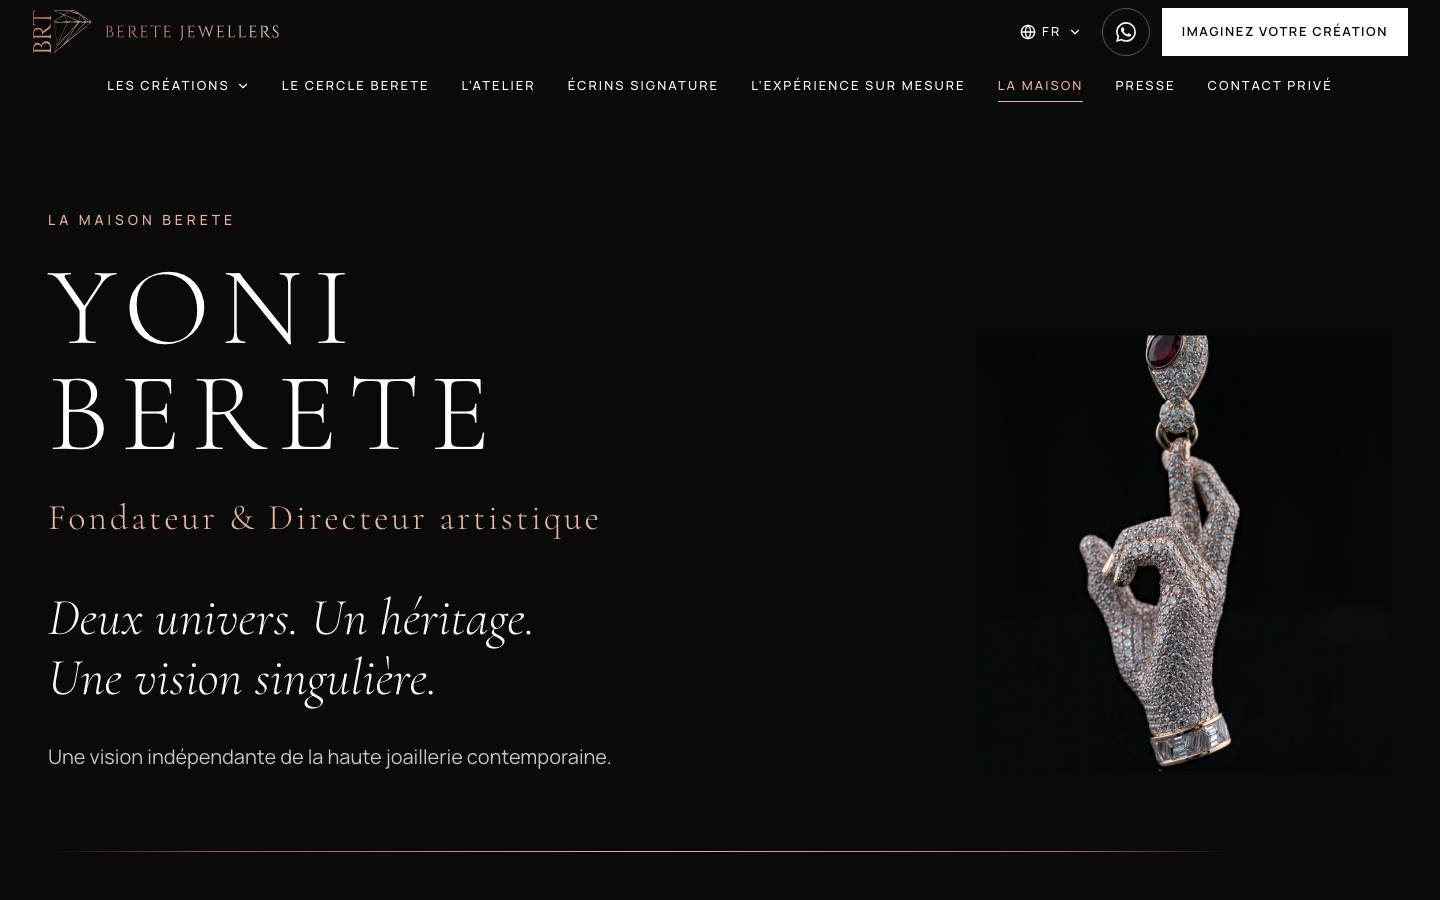 BRT BERETE JEWELLERS
FR
IMAGINEZ VOTRE CRÉATION
LES CRÉATIONS
LE CERCLE BERETE
L'ATELIER
ÉCRINS SIGNATURE
L'EXPÉRIENCE SUR MESURE
LA MAISON
PRESSE
CONTACT PRIVÉ
LA MAISON BERETE
YONI
BERETE
Fondateur & Directeur artistique
Deux univers. Un héritage.
Une vision singulière.
Une vision indépendante de la haute joaillerie contemporaine.